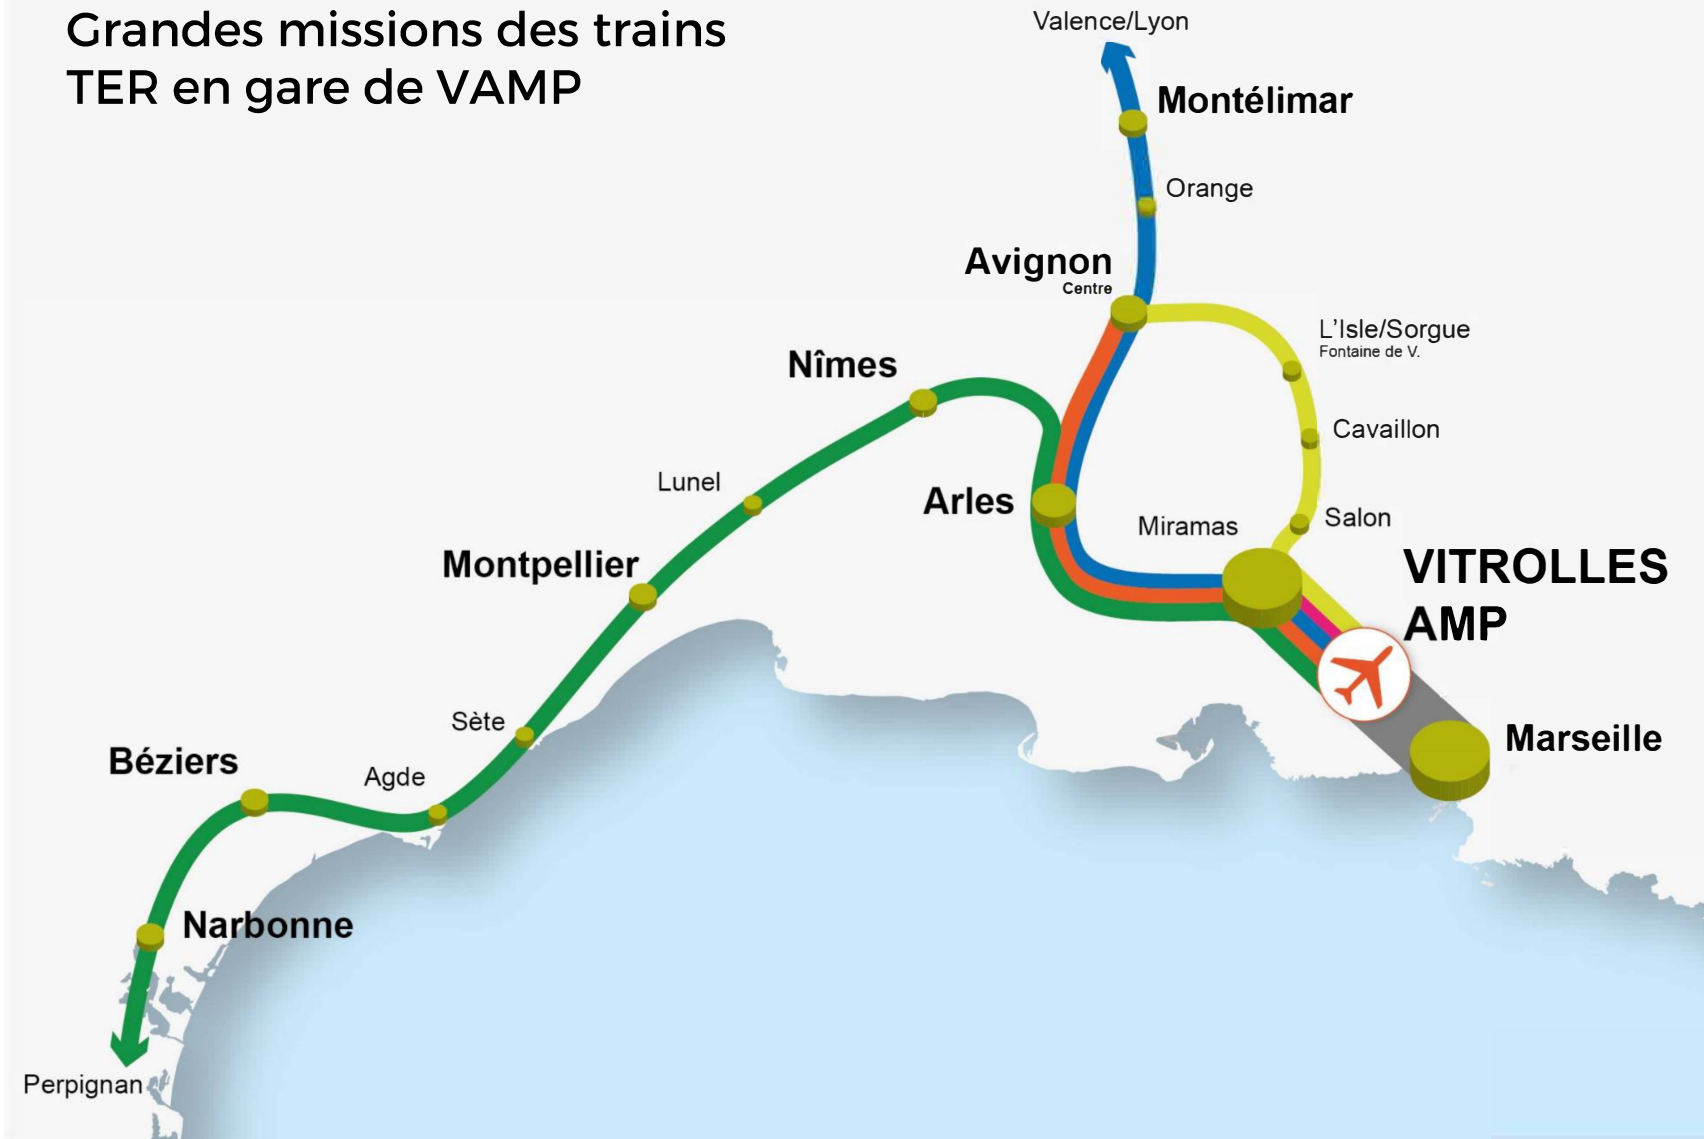 Grandes missions des trains
TER en gare de VAMP
Valence/Lyon
Montélimar
Orange
Avignon
Centre
L'Isle/Sorgue
Fontaine de V.
Nîmes
Cavaillon
Lunel
Arles
Miramas
Salon
Montpellier
VITROLLES
AMP
Sète
Marseille
Béziers
Agde
Narbonne
Perpignan